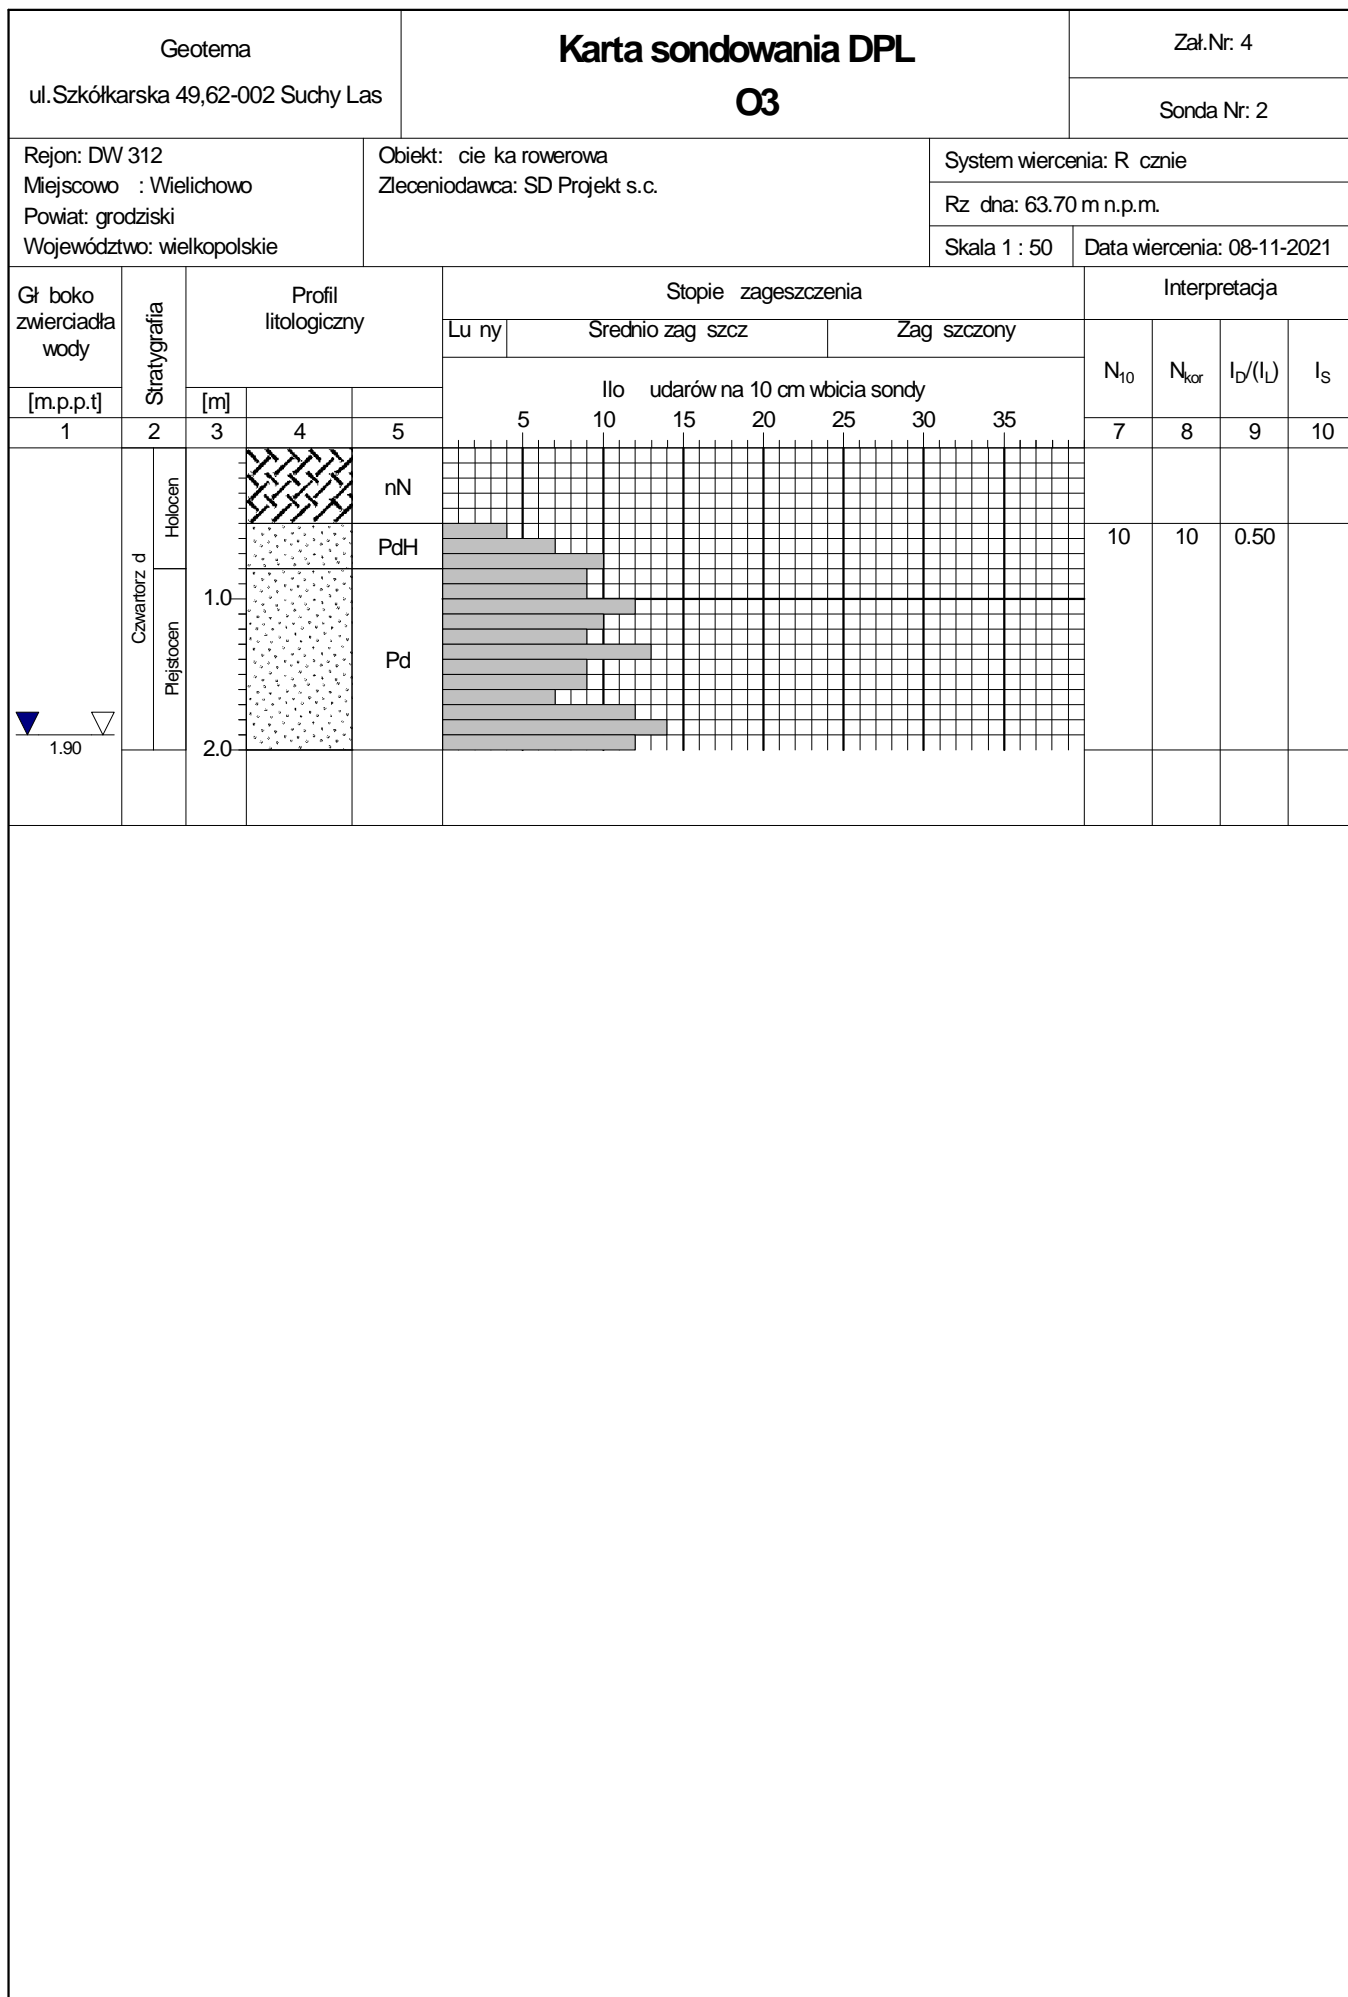 Geotema
ul.Szkółkarska 49,62-002 Suchy Las
Karta sondowania DPL
O3
Zał.Nr: 4
Sonda Nr: 2
Rejon: DW 312
Miejscowo : Wielichowo
Powiat: grodziski
Województwo: wielkopolskie
Obiekt: cie ka rowerowa
Zleceniodawca: SD Projekt s.c.
System wiercenia: R cznie
Rz dna: 63.70 m n.p.m.
Skala 1 : 50
Data wiercenia: 08-11-2021
Gł boko
zwierciadła
wody
[m.p.p.t]
Stratygrafia
Profil
litologiczny
[m]
Stopie zageszczenia
Lu ny
Srednio zag szcz
Zag szczony
Ilo udarów na 10 cm wbicia sondy
5 10 15 20 25 30 35
Interpretacja
N10 Nkor ID/(IL) IS
1 2 3 4 5 7 8 9 10
Czwartorz d
Holocen
Plejstocen
nN
PdH
Pd
1.0
2.0
1.90
10 10 0.50